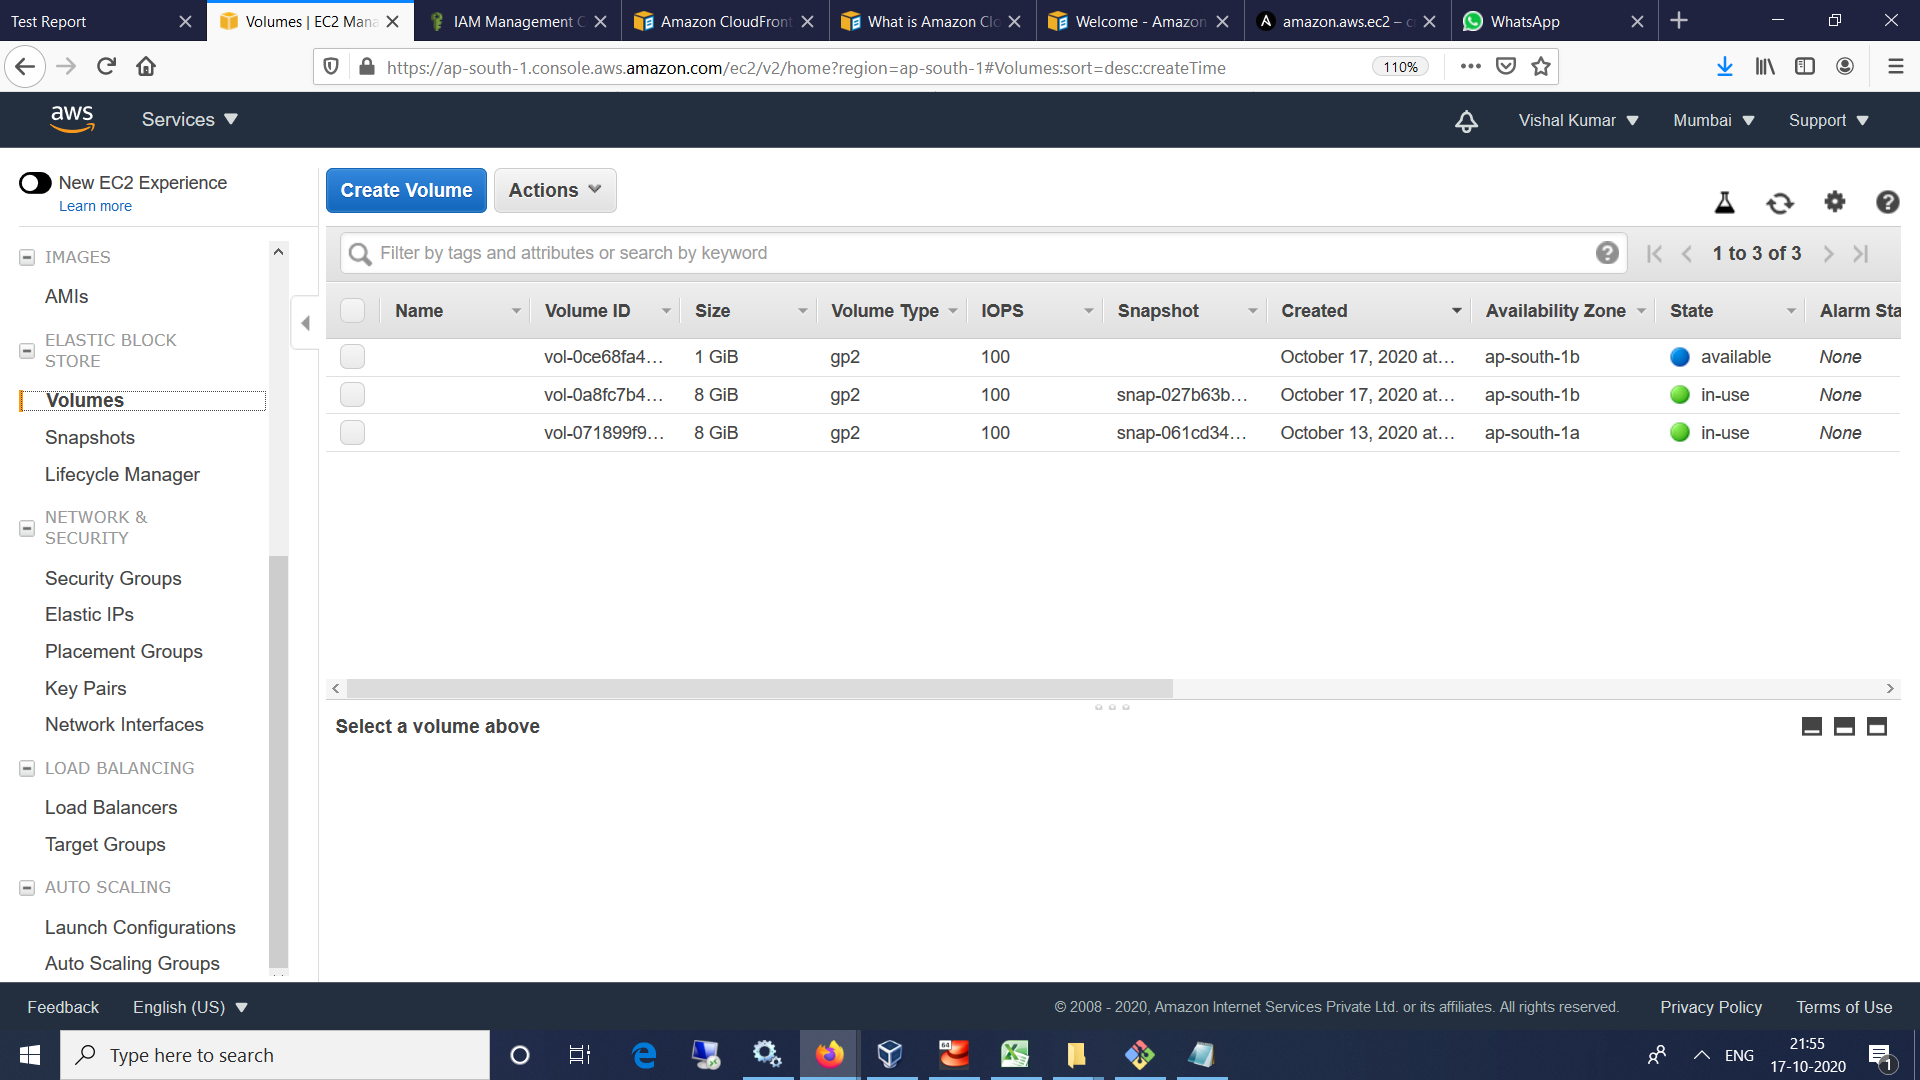 Test Report
Volumes | EC2 Mana
IAM Management C
Amazon CloudFront
What is Amazon Clo
Welcome - Amazon
amazon.aws.ec2 – c
WhatsApp
https://ap-south-1.console.aws.amazon.com/ec2/v2/home?region=ap-south-1#Volumes:sort=desc:createTime
110%
aws
Services
Vishal Kumar
Mumbai
Support
New EC2 Experience
Learn more
IMAGES
AMIs
ELASTIC BLOCK
STORE
Volumes
Snapshots
Lifecycle Manager
NETWORK &
SECURITY
Security Groups
Elastic IPs
Placement Groups
Key Pairs
Network Interfaces
LOAD BALANCING
Load Balancers
Target Groups
AUTO SCALING
Launch Configurations
Auto Scaling Groups
Create Volume
Actions
Filter by tags and attributes or search by keyword
1 to 3 of 3
Name Volume ID Size Volume Type IOPS Snapshot Created Availability Zone State Alarm Sta
vol-0ce68fa4... 1 GiB gp2 100 October 17, 2020 at... ap-south-1b available None
vol-0a8fc7b4... 8 GiB gp2 100 snap-027b63b... October 17, 2020 at... ap-south-1b in-use None
vol-071899f9... 8 GiB gp2 100 snap-061cd34... October 13, 2020 at... ap-south-1a in-use None
Select a volume above
Feedback
English (US)
© 2008 - 2020, Amazon Internet Services Private Ltd. or its affiliates. All rights reserved.
Privacy Policy
Terms of Use
Type here to search
64
ENG
21:55
17-10-2020
1